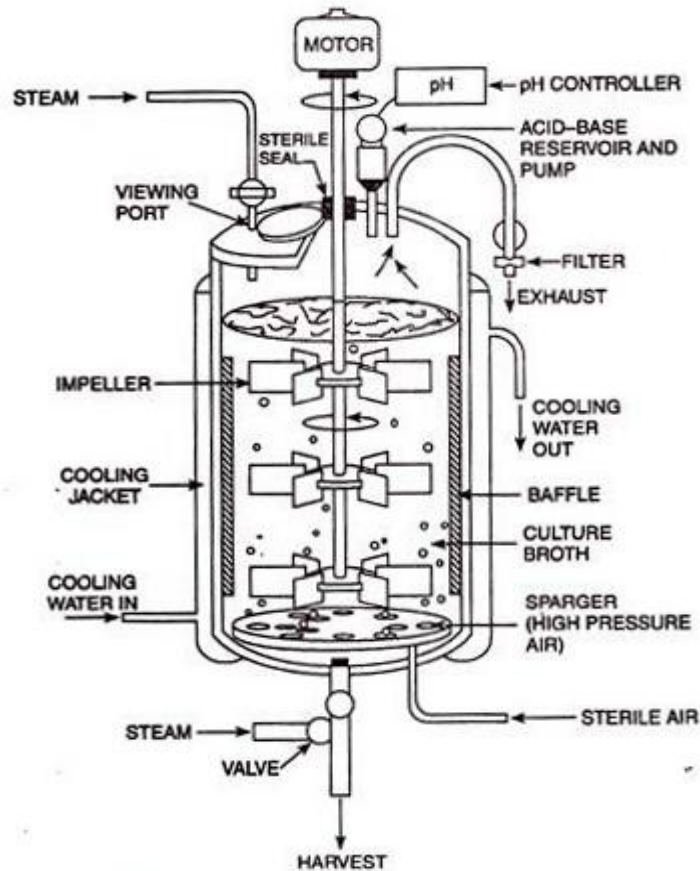 MOTOR
STEAM
pH
pH CONTROLLER
STERILE
SEAL
ACID–BASE
RESERVOIR AND
PUMP
VIEWING
PORT
FILTER
EXHAUST
IMPELLER
COOLING
WATER
OUT
COOLING
JACKET
BAFFLE
CULTURE
BROTH
COOLING
WATER IN
SPARGER
(HIGH PRESSURE
AIR)
STEAM
STERILE AIR
VALVE
HARVEST